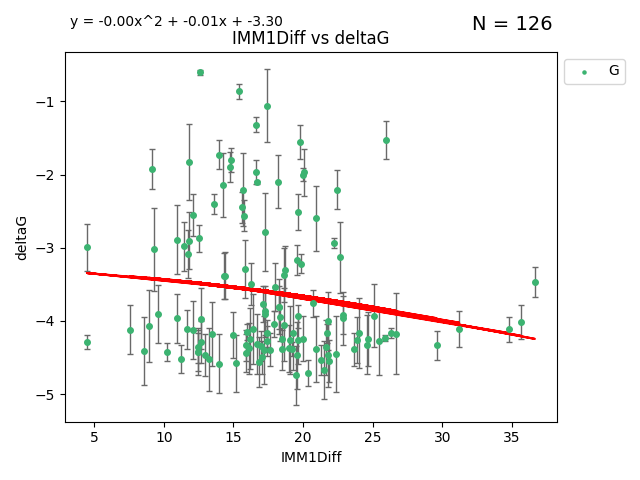 y = -0.00x^2 + -0.01x + -3.30
N = 126
IMM1Diff vs deltaG
G
−1
−2
−3
−4
−5
deltaG
5 10 15 20 25 30 35
IMM1Diff